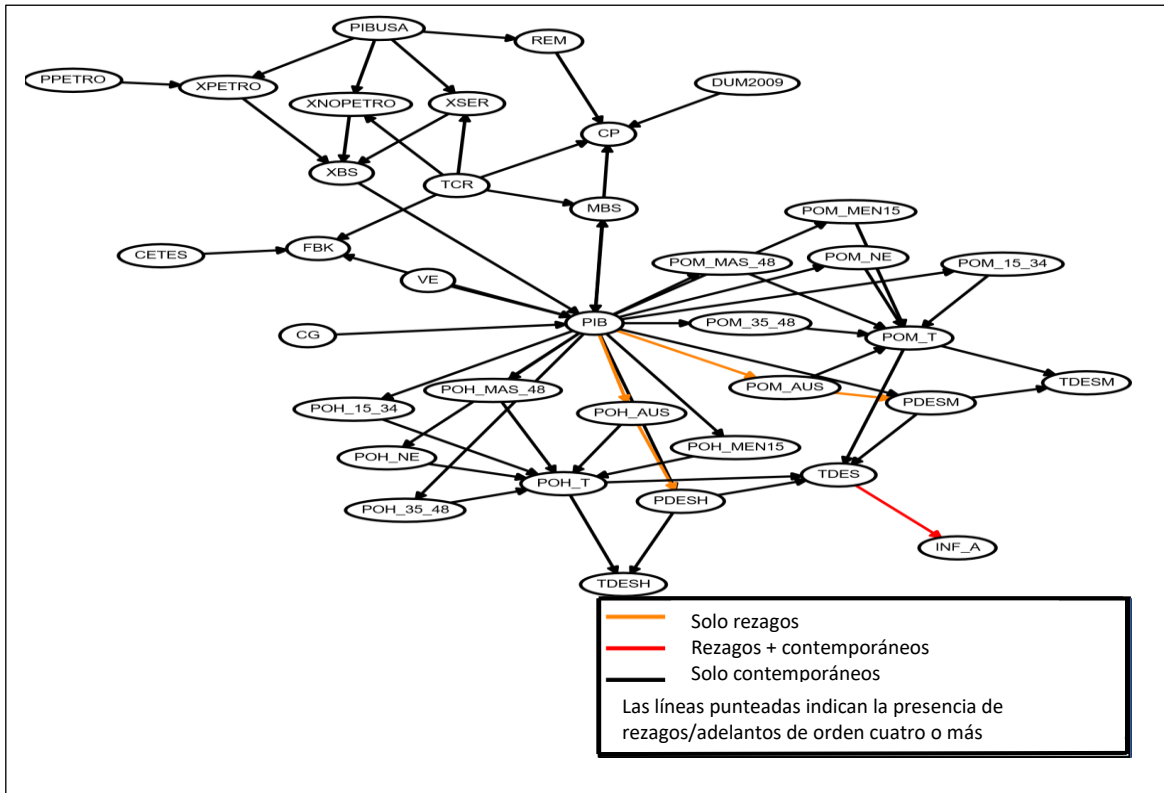 PIBUSA
REM
PPETRO
XPETRO
DUM2009
XNOPETRO
XSER
CP
XBS
TCR
MBS
POM_MEN15
CETES
FBK
VE
POM_MAS_48
POM_NE
POM_15_34
CG
PIB
POM_35_48
POM_T
POM_AUS
TDESM
POH_MAS_48
PDESM
POH_15_34
POH_AUS
POH_NE
POH_MEN15
POH_T
TDES
POH_35_48
PDESH
INF_A
TDESH
Solo rezagos
Rezagos + contemporáneos
Solo contemporáneos
Las líneas punteadas indican la presencia de
rezagos/adelantos de orden cuatro o más